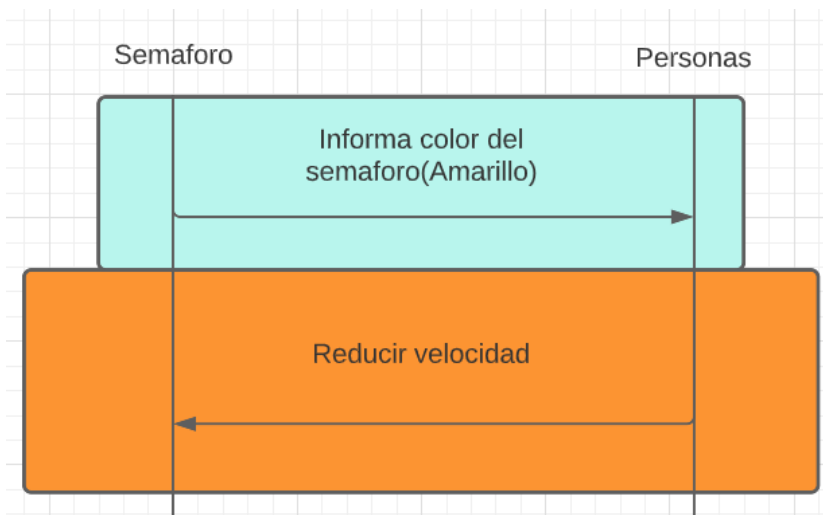 Semaforo
Personas
Informa color del
semaforo(Amarillo)
Reducir velocidad